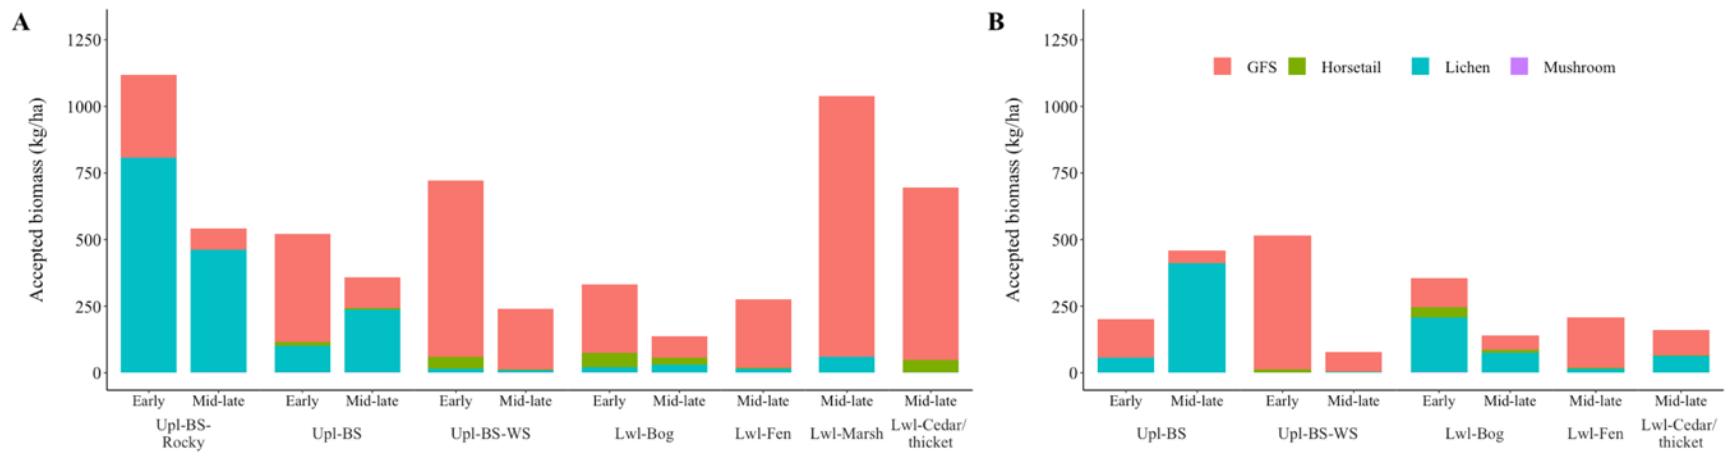 A
Accepted biomass (kg/ha)
1250
1000
750
500
250
0
Early Mid-late Early Mid-late Early Mid-late Early Mid-late Mid-late Mid-late Mid-late
Upl-BS-
Rocky
Upl-BS
Upl-BS-WS
Lwl-Bog
Lwl-Fen
Lwl-Marsh
Lwl-Cedar/
thicket
B
Accepted biomass (kg/ha)
1250
1000
750
500
250
0
GFS Horsetail Lichen Mushroom
Early Mid-late Early Mid-late Early Mid-late Mid-late Mid-late
Upl-BS
Upl-BS-WS
Lwl-Bog
Lwl-Fen
Lwl-Cedar/
thicket